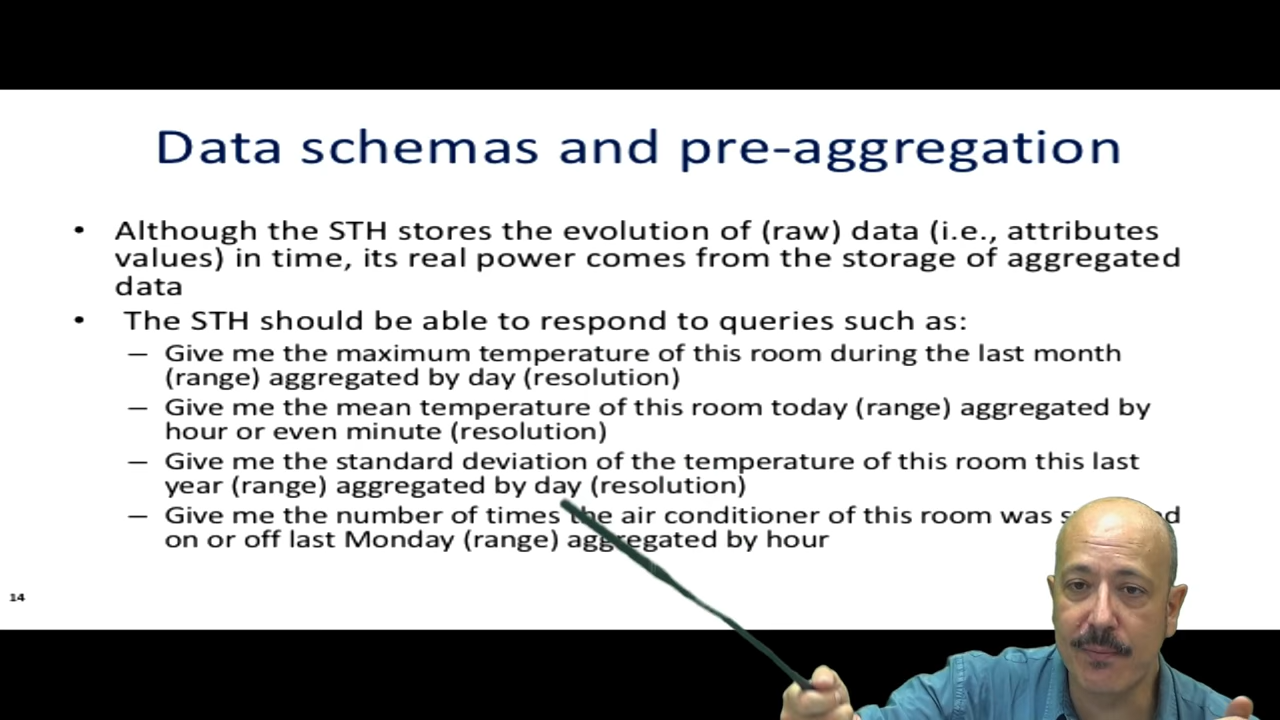 Data schemas and pre-aggregation
• Although the STH stores the evolution of (raw) data (i.e., attributes
values) in time, its real power comes from the storage of aggregated
data
• The STH should be able to respond to queries such as:
– Give me the maximum temperature of this room during the last month
(range) aggregated by day (resolution)
– Give me the mean temperature of this room today (range) aggregated by
hour or even minute (resolution)
– Give me the standard deviation of the temperature of this room this last
year (range) aggregated by day (resolution)
– Give me the number of times the air conditioner of this room was
on or off last Monday (range) aggregated by hour
14